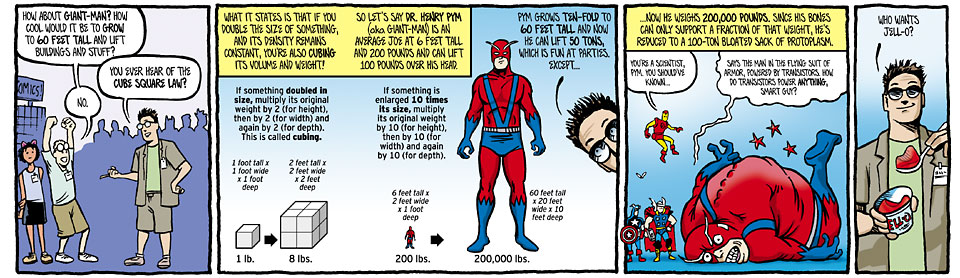 HOW ABOUT GIANT-MAN? HOW
COOL WOULD IT BE TO GROW
TO 60 FEET TALL AND LIFT
BUILDINGS AND STUFF?
NO.
YOU EVER HEAR OF THE
CUBE SQUARE LAW?
COMICS!
WHAT IT STATES IS THAT IF YOU
DOUBLE THE SIZE OF SOMETHING,
AND ITS DENSITY REMAINS
CONSTANT, YOU'RE ALSO CUBING
ITS VOLUME AND WEIGHT!
If something doubled in
size, multiply its original
weight by 2 (for height),
then by 2 (for width) and
again by 2 (for depth).
This is called cubing.
1 foot tall x
1 foot wide
x 1 foot
deep
2 feet tall x
2 feet wide
x 2 feet
deep
1 lb.
8 lbs.
SO LET'S SAY DR. HENRY PYM
(aka GIANT-MAN) IS AN
AVERAGE JOE AT 6 FEET TALL
AND 200 POUNDS AND CAN LIFT
100 POUNDS OVER HIS HEAD.
If something is
enlarged 10 times
its size, multiply
its original weight
by 10 (for height),
then by 10 (for
width) and again
by 10 (for depth).
6 feet tall x
2 feet wide
x 1 foot
deep
200 lbs.
PYM GROWS TEN-FOLD TO
60 FEET TALL AND NOW
HE CAN LIFT 50 TONS,
WHICH IS FUN AT PARTIES.
EXCEPT...
60 feet tall
x 20 feet
wide x 10
feet deep
200,000 lbs.
...NOW HE WEIGHS 200,000 POUNDS. SINCE HIS BONES
CAN ONLY SUPPORT A FRACTION OF THAT WEIGHT, HE'S
REDUCED TO A 100-TON BLOATED SACK OF PROTOPLASM.
YOU'RE A SCIENTIST,
PYM. YOU SHOULD'VE
KNOWN...
SAYS THE MAN IN THE FLYING SUIT OF
ARMOR, POWERED BY TRANSISTORS. HOW
DO TRANSISTORS POWER ANYTHING,
SMART GUY?
WHO WANTS
JELL-O?
JELL-O